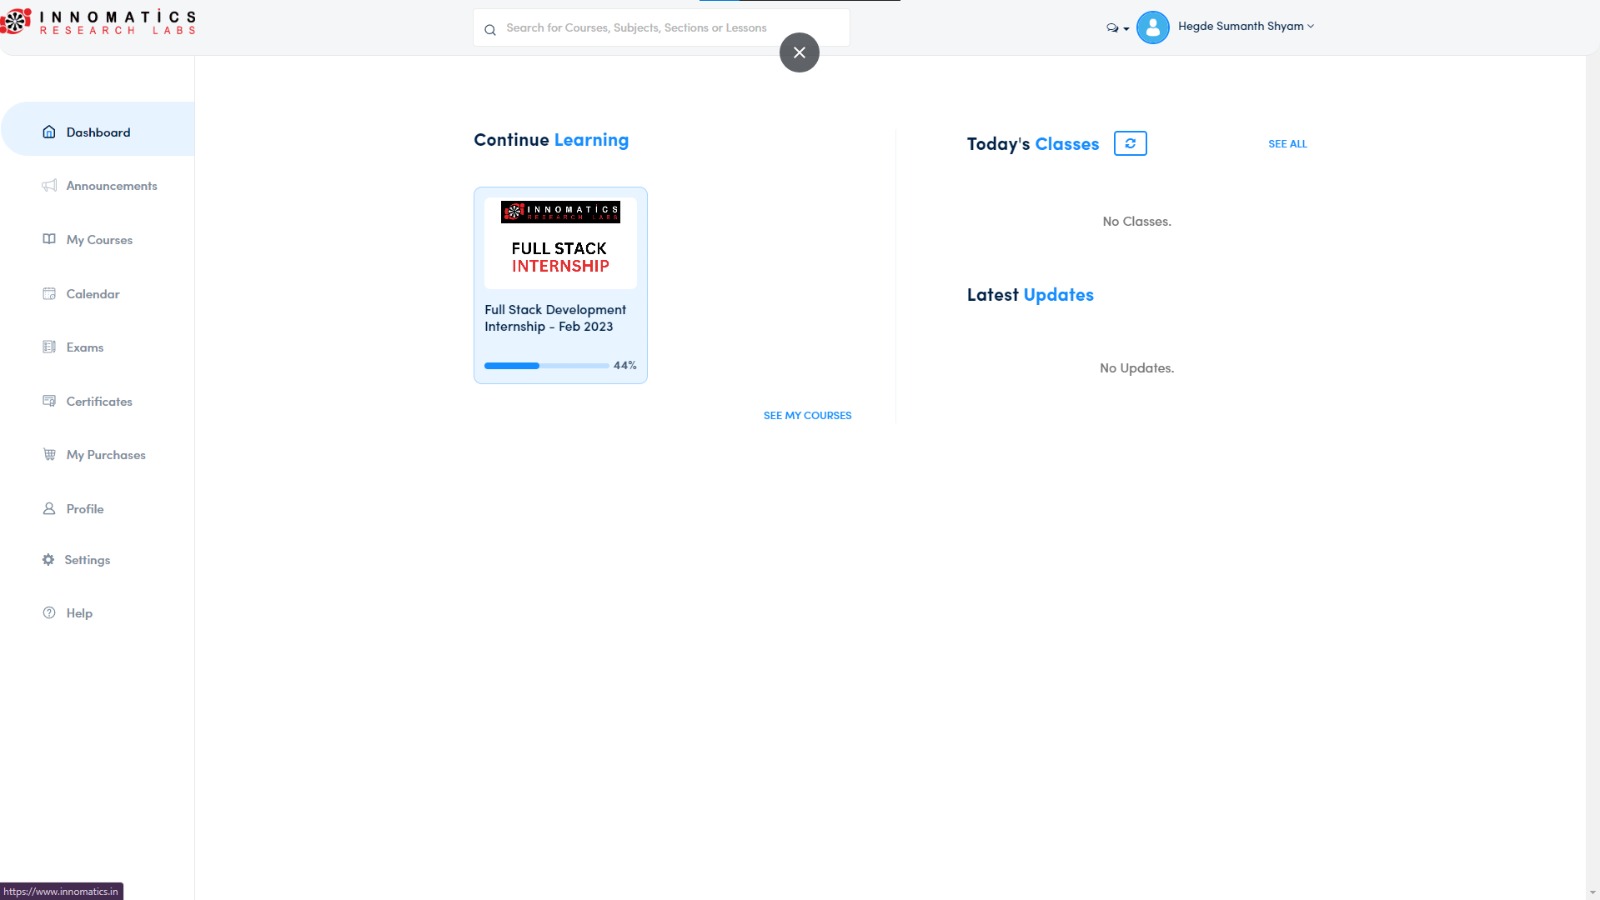 INNOMATICS
RESEARCH LABS
Search for Courses, Subjects, Sections or Lessons
Hegde Sumanth Shyam
Dashboard
Announcements
My Courses
Calendar
Exams
Certificates
My Purchases
Profile
Settings
Help
Continue Learning
INNOMATICS
RESEARCH LABS
FULL STACK
INTERNSHIP
Full Stack Development
Internship - Feb 2023
44%
SEE MY COURSES
Today's Classes
SEE ALL
No Classes.
Latest Updates
No Updates.
https://www.innomatics.in